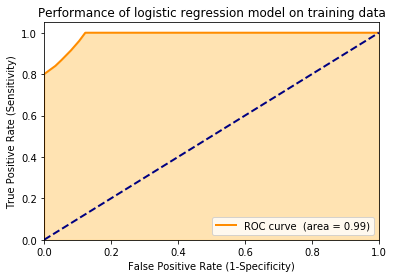 Performance of logistic regression model on training data
True Positive Rate (Sensitivity)
1.0
0.8
0.6
0.4
0.2
0.0
ROC curve (area = 0.99)
0.0 0.2 0.4 0.6 0.8 1.0
False Positive Rate (1-Specificity)